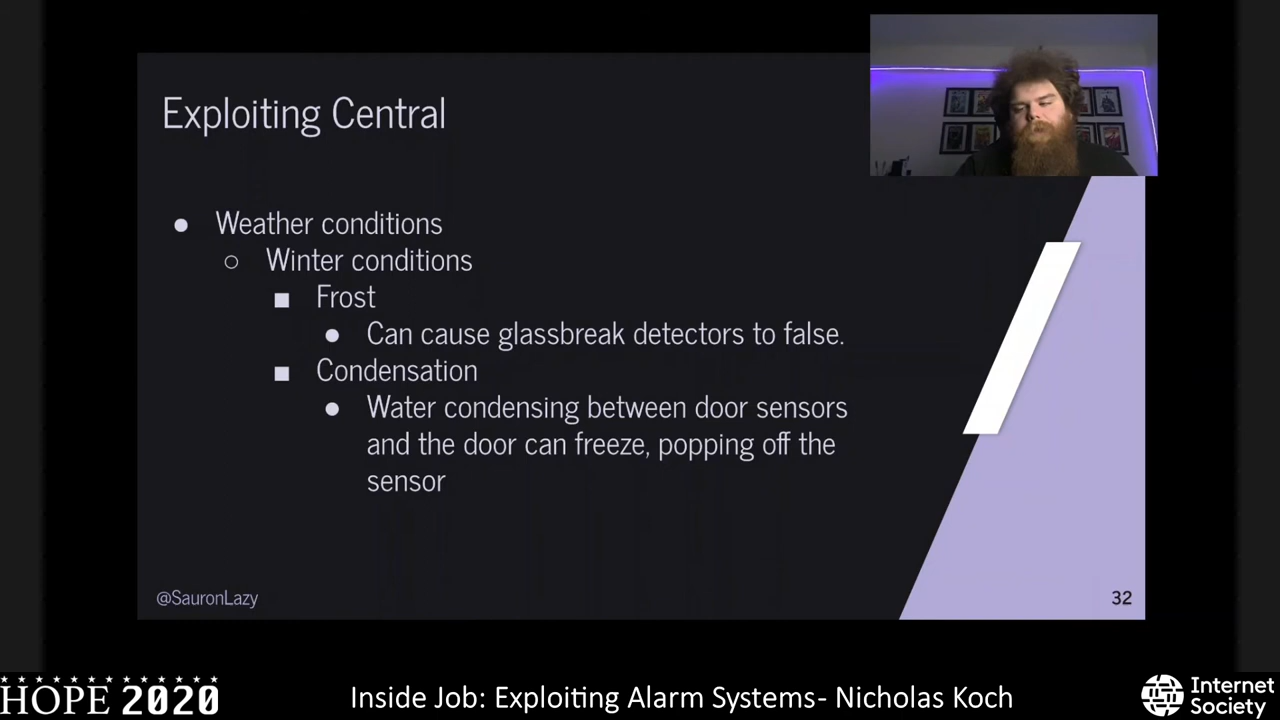 Exploiting Central
● Weather conditions
○ Winter conditions
■ Frost
● Can cause glassbreak detectors to false.
■ Condensation
● Water condensing between door sensors
and the door can freeze, popping off the
sensor
@SauronLazy
32
HOPE 2020
Inside Job: Exploiting Alarm Systems- Nicholas Koch
Internet
Society